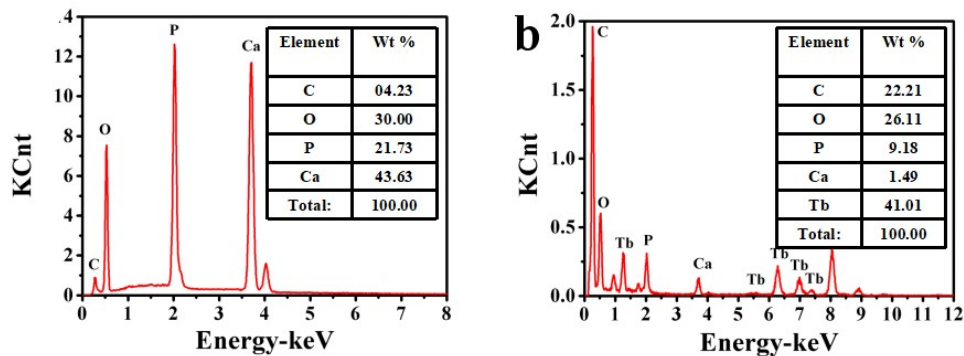 14
12
10
8
6
4
2
0
KCnt
0 1 2 3 4 5 6 7 8
Energy-keV
C
O
P
Ca
Element Wt %
C 04.23
O 30.00
P 21.73
Ca 43.63
Total: 100.00
b
2.0
1.5
1.0
0.5
0.0
KCnt
0 1 2 3 4 5 6 7 8 9 10 11 12
Energy-keV
C
O
Tb
P
Ca
Tb
Tb
Tb
Tb
Element Wt %
C 22.21
O 26.11
P 9.18
Ca 1.49
Tb 41.01
Total: 100.00